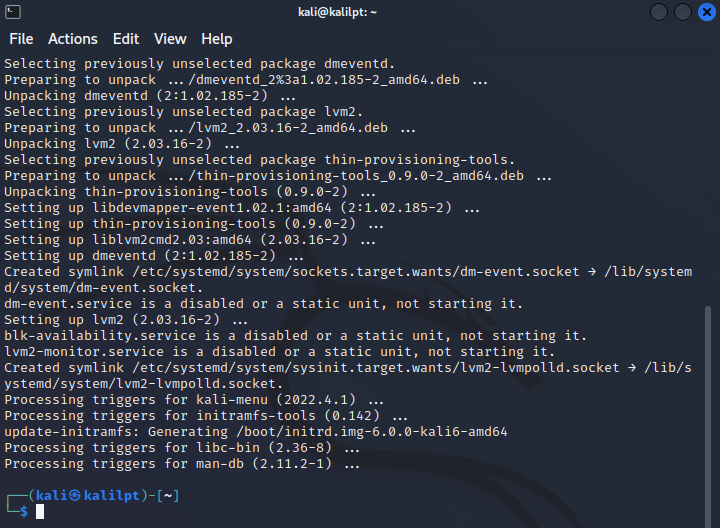 kali@kalilpt: ~
File Actions Edit View Help
Selecting previously unselected package dmeventd.
Preparing to unpack .../dmeventd_2%3a1.02.185-2_amd64.deb ...
Unpacking dmeventd (2:1.02.185-2) ...
Selecting previously unselected package lvm2.
Preparing to unpack .../lvm2_2.03.16-2_amd64.deb ...
Unpacking lvm2 (2.03.16-2) ...
Selecting previously unselected package thin-provisioning-tools.
Preparing to unpack .../thin-provisioning-tools_0.9.0-2_amd64.deb ...
Unpacking thin-provisioning-tools (0.9.0-2) ...
Setting up libdevmapper-event1.02.1:amd64 (2:1.02.185-2) ...
Setting up thin-provisioning-tools (0.9.0-2) ...
Setting up liblvm2cmd2.03:amd64 (2.03.16-2) ...
Setting up dmeventd (2:1.02.185-2) ...
Created symlink /etc/systemd/system/sockets.target.wants/dm-event.socket → /lib/system
d/system/dm-event.socket.
dm-event.service is a disabled or a static unit, not starting it.
Setting up lvm2 (2.03.16-2) ...
blk-availability.service is a disabled or a static unit, not starting it.
lvm2-monitor.service is a disabled or a static unit, not starting it.
Created symlink /etc/systemd/system/sysinit.target.wants/lvm2-lvmpolld.socket → /lib/s
ystemd/system/lvm2-lvmpolld.socket.
Processing triggers for kali-menu (2022.4.1) ...
Processing triggers for initramfs-tools (0.142) ...
update-initramfs: Generating /boot/initrd.img-6.0.0-kali6-amd64
Processing triggers for libc-bin (2.36-8) ...
Processing triggers for man-db (2.11.2-1) ...
┌──(kali㉿kalilpt)-[~]
└─$